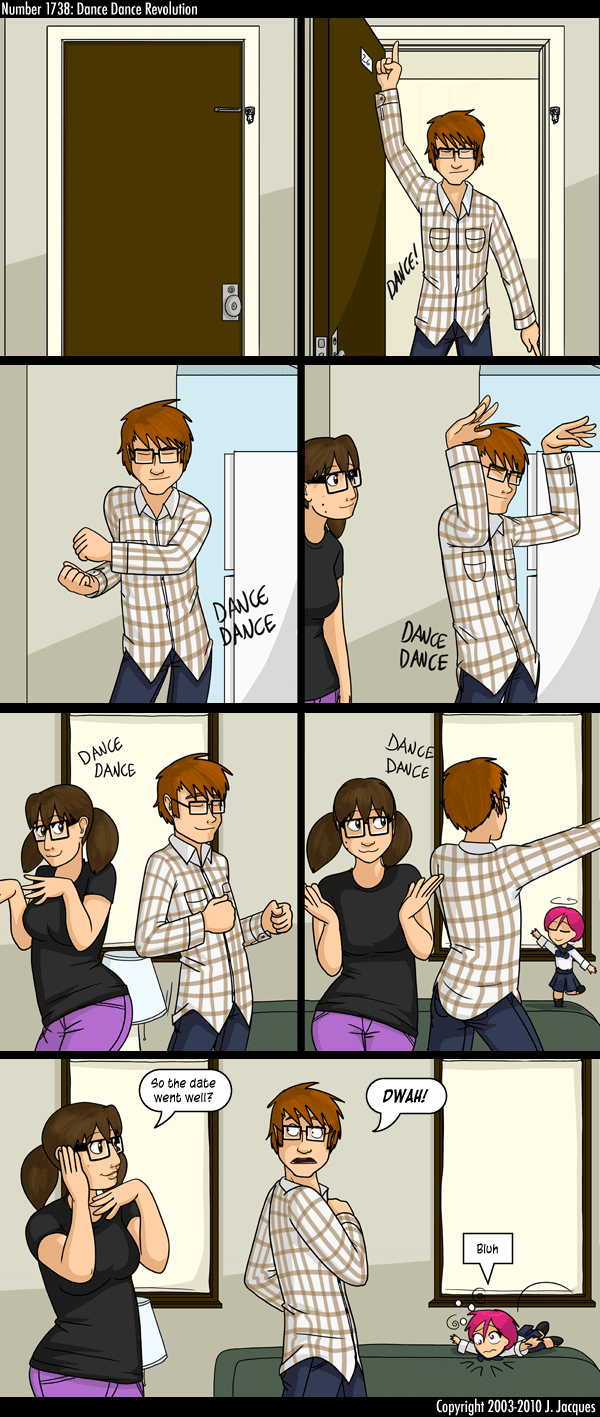 Number 1738: Dance Dance Revolution
DANCE!
DANCE
DANCE
DANCE
DANCE
DANCE
DANCE
DANCE
DANCE
So the date
went well?
DWAH!
Bluh
Copyright 2003-2010 J. Jacques